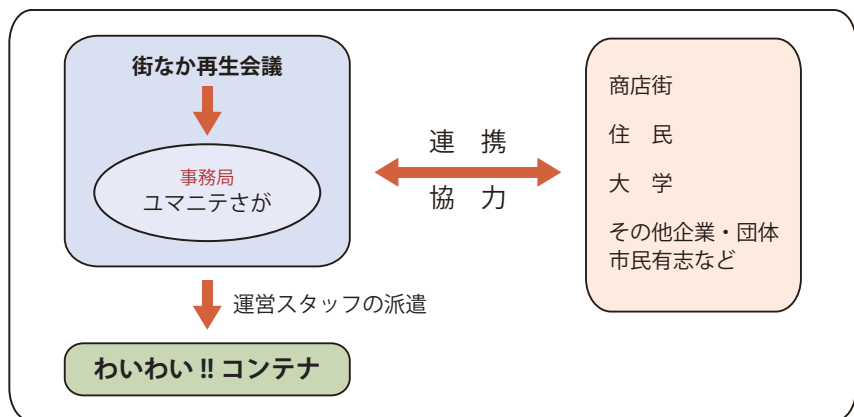 街なか再生会議
事務局
ユマニテさが
運営スタッフの派遣
わいわい!!コンテナ
連　携
協　力
商店街
住　民
大　学
その他企業・団体
市民有志など